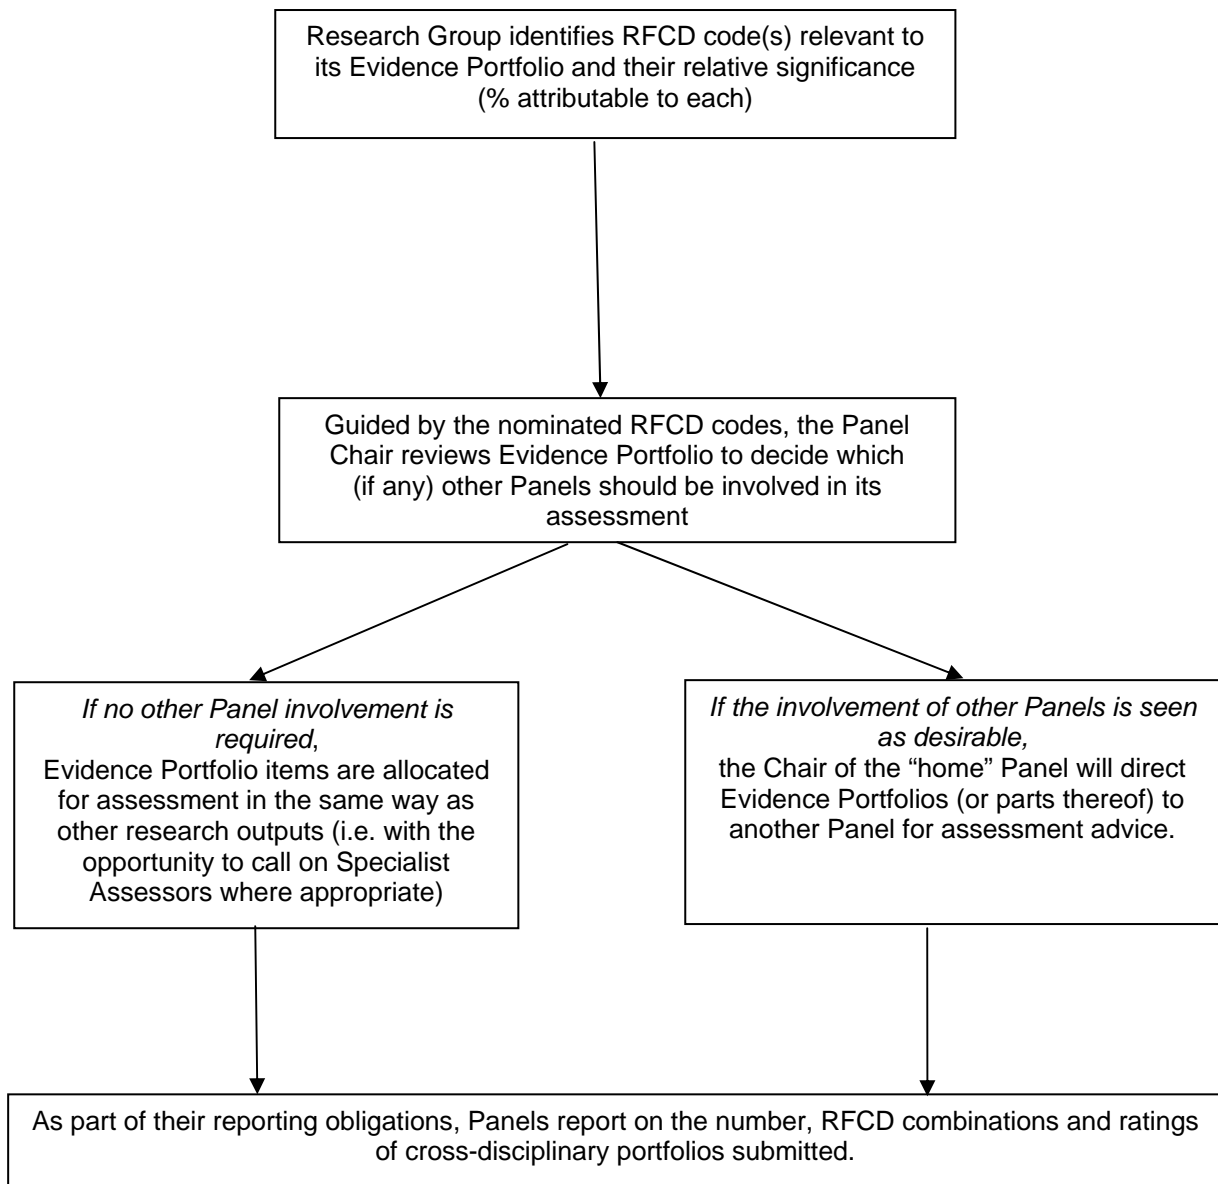 Research Group identifies RFCD code(s) relevant to
its Evidence Portfolio and their relative significance
(% attributable to each)
Guided by the nominated RFCD codes, the Panel
Chair reviews Evidence Portfolio to decide which
(if any) other Panels should be involved in its
assessment
If no other Panel involvement is
required,
Evidence Portfolio items are allocated
for assessment in the same way as
other research outputs (i.e. with the
opportunity to call on Specialist
Assessors where appropriate)
If the involvement of other Panels is seen
as desirable,
the Chair of the “home” Panel will direct
Evidence Portfolios (or parts thereof) to
another Panel for assessment advice.
As part of their reporting obligations, Panels report on the number, RFCD combinations and ratings
of cross-disciplinary portfolios submitted.